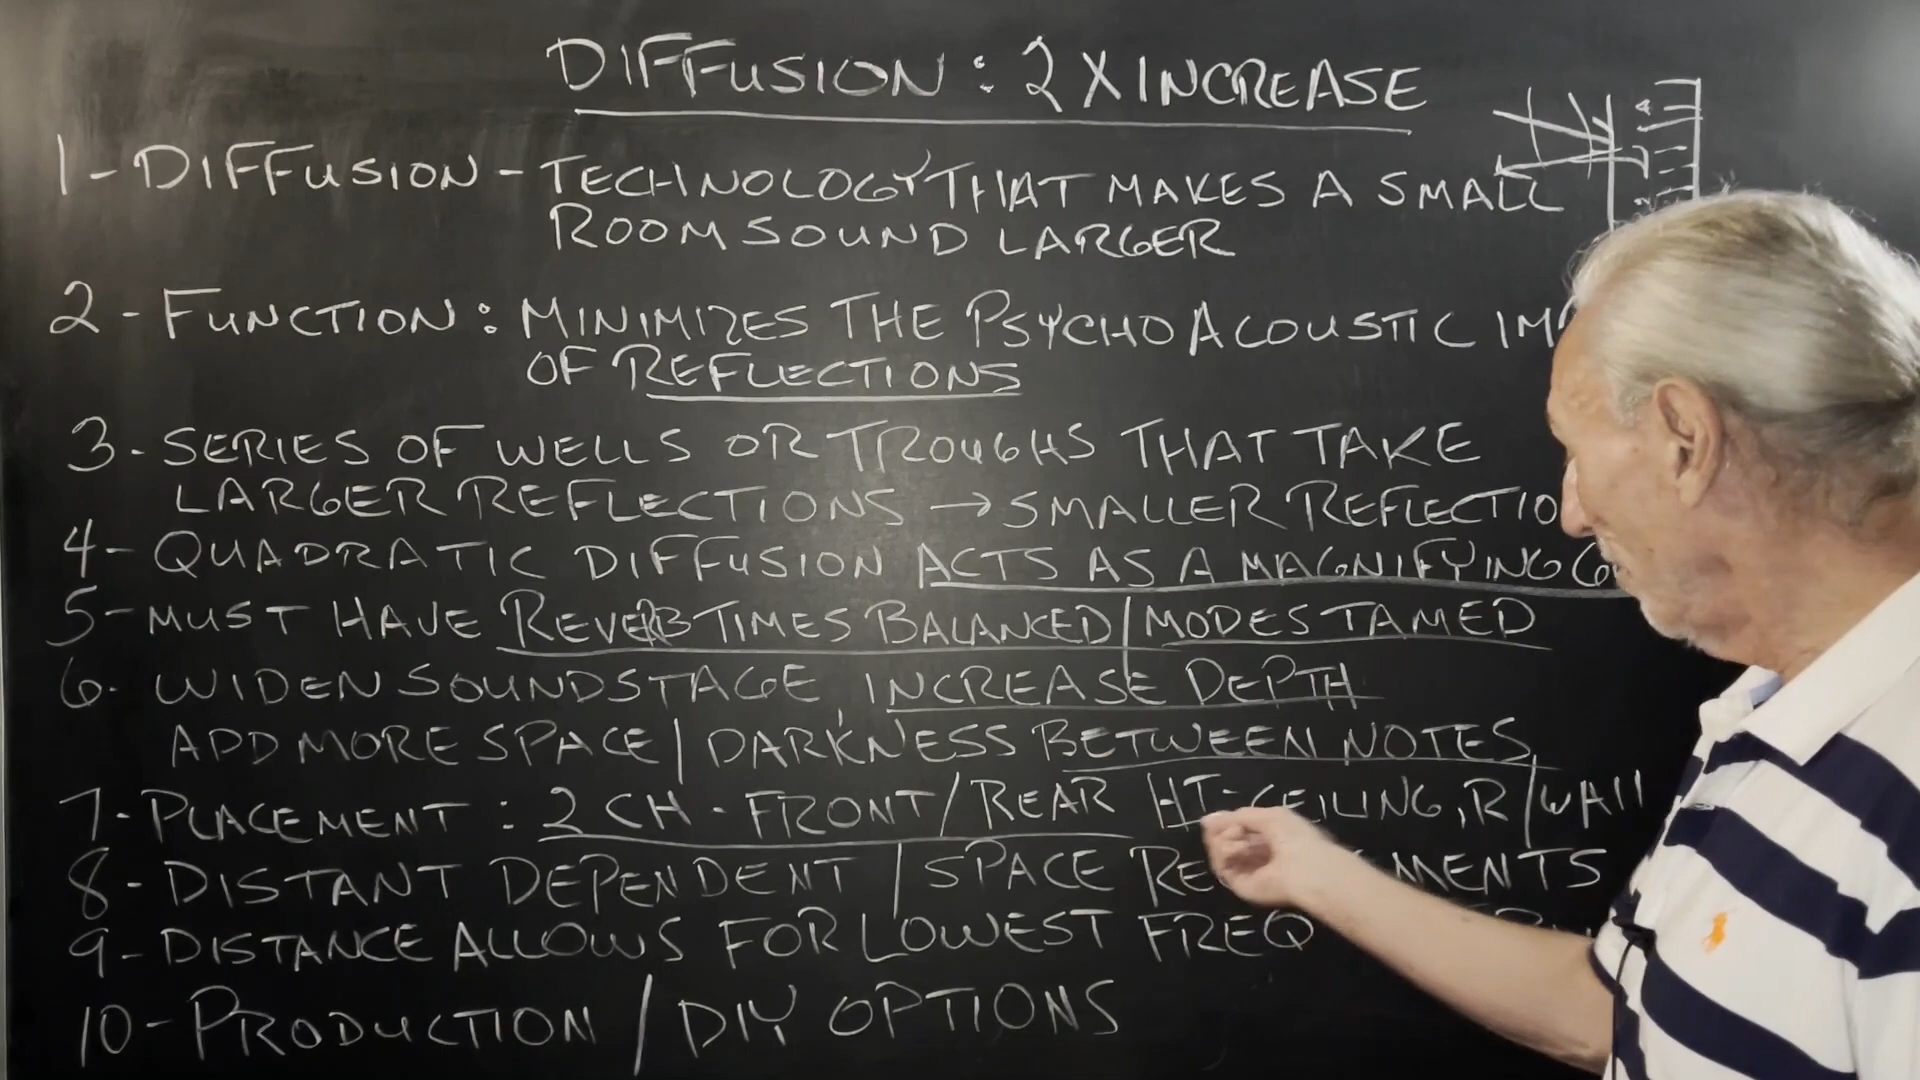 DIFFUSION : 2 X INCREASE
1 - DIFFUSION - TECHNOLOGY THAT MAKES A SMALL
ROOM SOUND LARGER
2 - FUNCTION : MINIMIZES THE PSYCHO ACOUSTIC
OF REFLECTIONS
3 - SERIES OF WELLS OR TROUGHS THAT TAKE
LARGER REFLECTIONS → SMALLER
4 - QUADRATIC DIFFUSION ACTS AS A MAGNIFYING
5 - MUST HAVE REVERB TIMES BALANCED / MODES TAMED
6. WIDEN SOUNDSTAGE, INCREASE DEPTH
ADD MORE SPACE / DARKNESS BETWEEN NOTES
7 - PLACEMENT : 2 CH - FRONT / REAR HT - CEILING, R / WALL
8 - DISTANT DEPENDENT / SPACE
9 - DISTANCE ALLOWS FOR LOWEST FREQ
10 - PRODUCTION / DIY OPTIONS